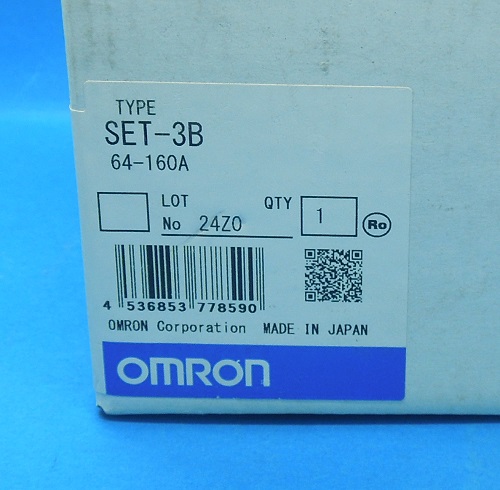 TYPE
SET-3B
64-160A
LOT
No 24Z0
QTY
1
Ro
4 536853 778590
OMRON Corporation MADE IN JAPAN
OMRON